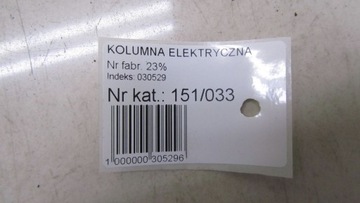 KOLUMNA ELEKTRYCZNA
Nr fabr. 23%
Indeks: 030529
Nr kat.: 151/033
1 000000 305296